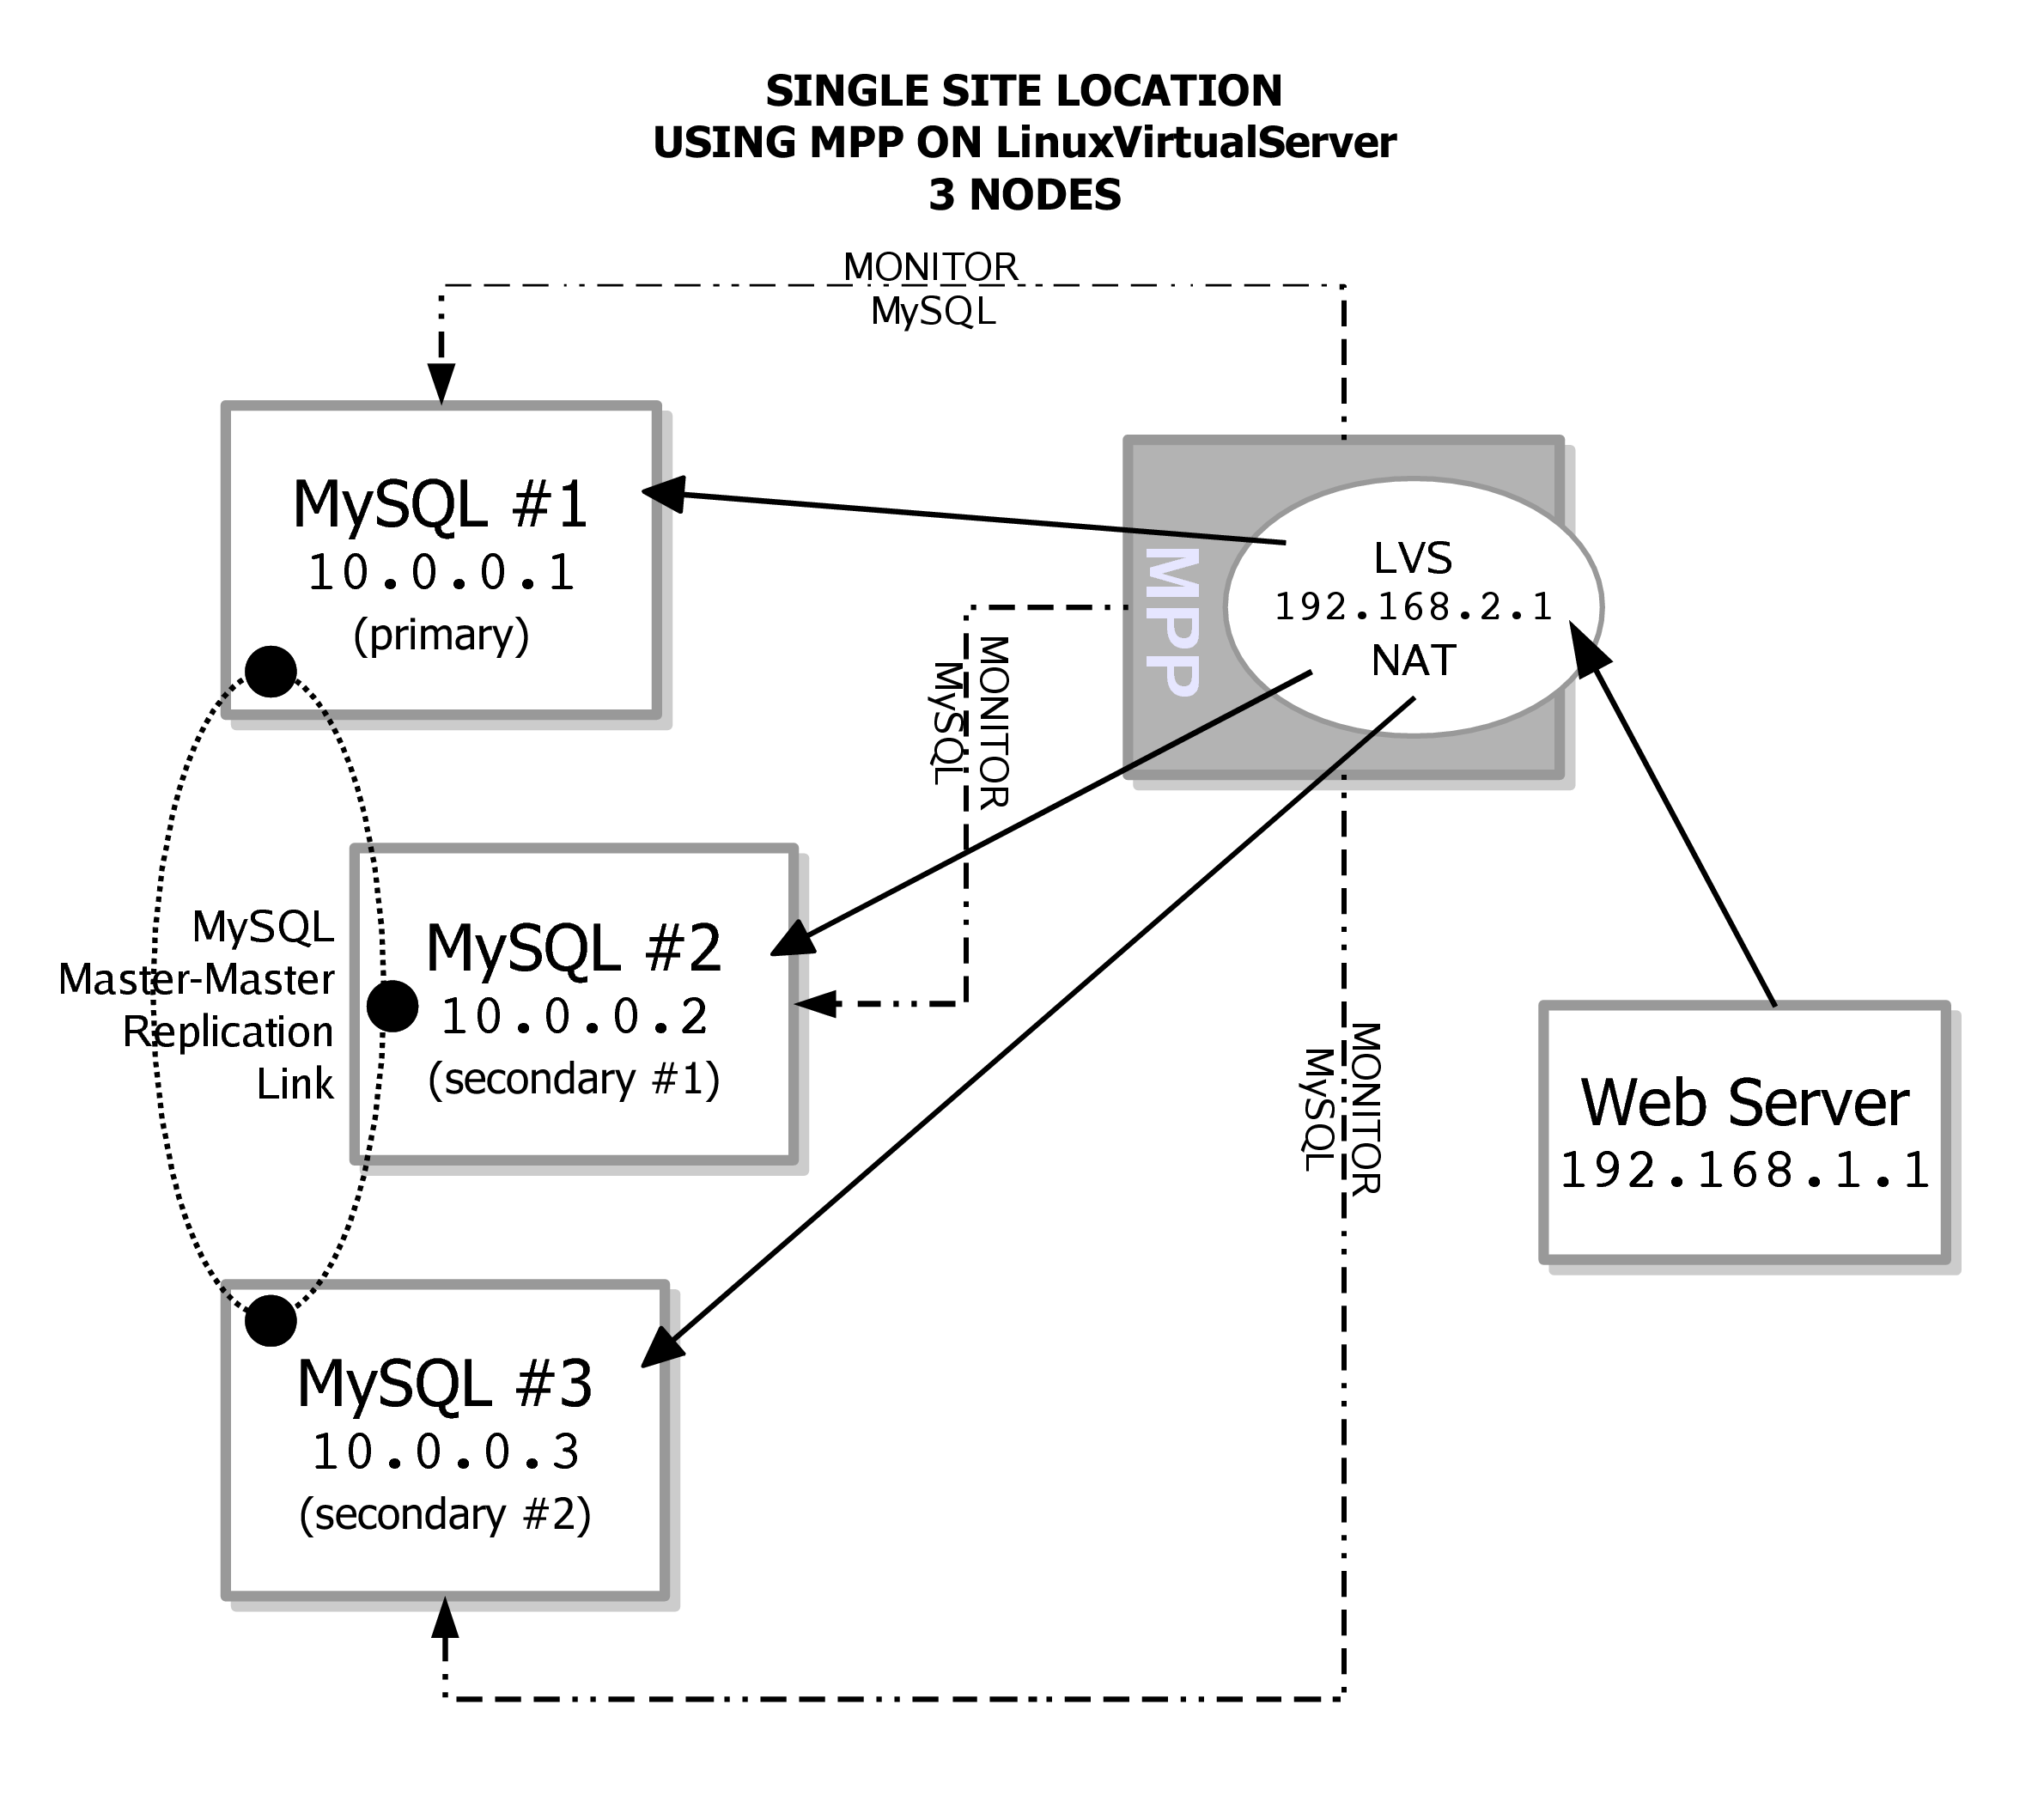 SINGLE SITE LOCATION
USING MPP ON LinuxVirtualServer
3 NODES
MONITOR
MySQL
MySQL #1
10.0.0.1
(primary)
MPP
LVS
192.168.2.1
NAT
MONITOR
MySQL
MySQL
Master-Master
Replication
Link
MySQL #2
10.0.0.2
(secondary #1)
MONITOR
MySQL
Web Server
192.168.1.1
MySQL #3
10.0.0.3
(secondary #2)